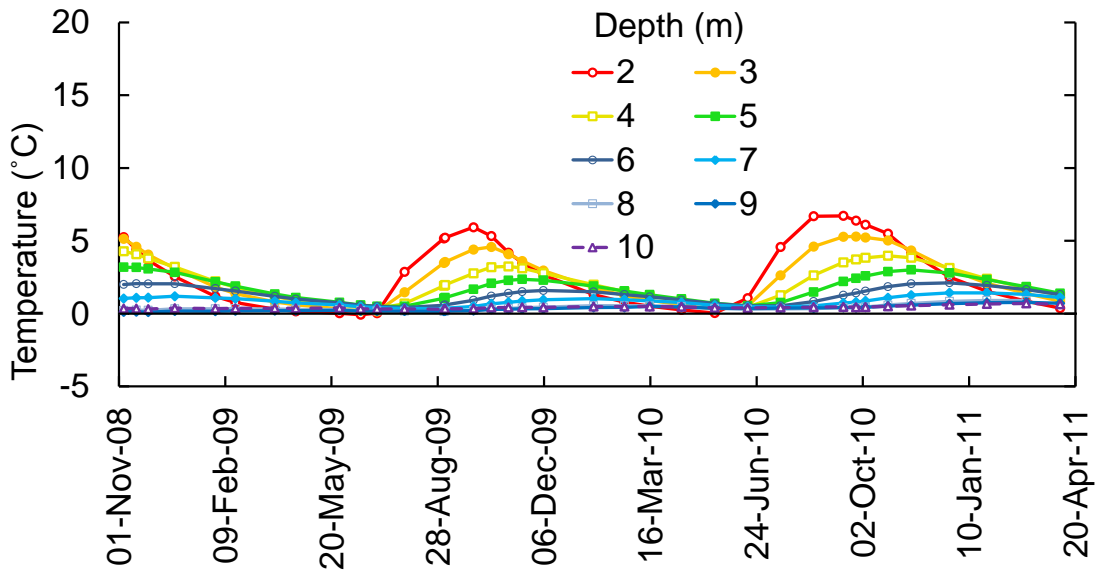 Temperature (˚C)
20
15
10
5
0
-5
Depth (m)
2
3
4
5
6
7
8
9
10
01-Nov-08
09-Feb-09
20-May-09
28-Aug-09
06-Dec-09
16-Mar-10
24-Jun-10
02-Oct-10
10-Jan-11
20-Apr-11